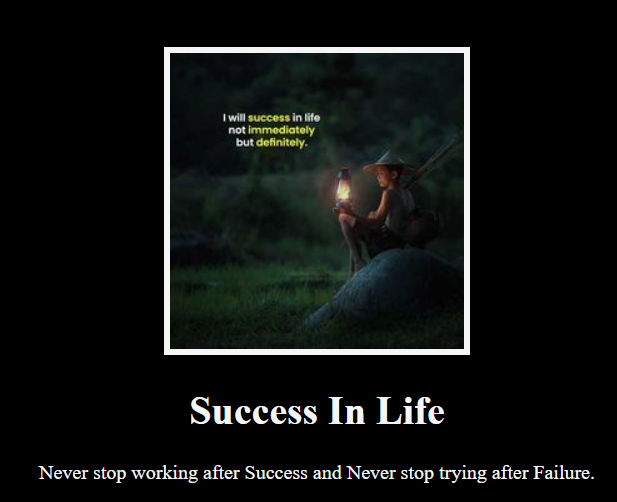 I will success in life
not immediately
but definitely.
Success In Life
Never stop working after Success and Never stop trying after Failure.